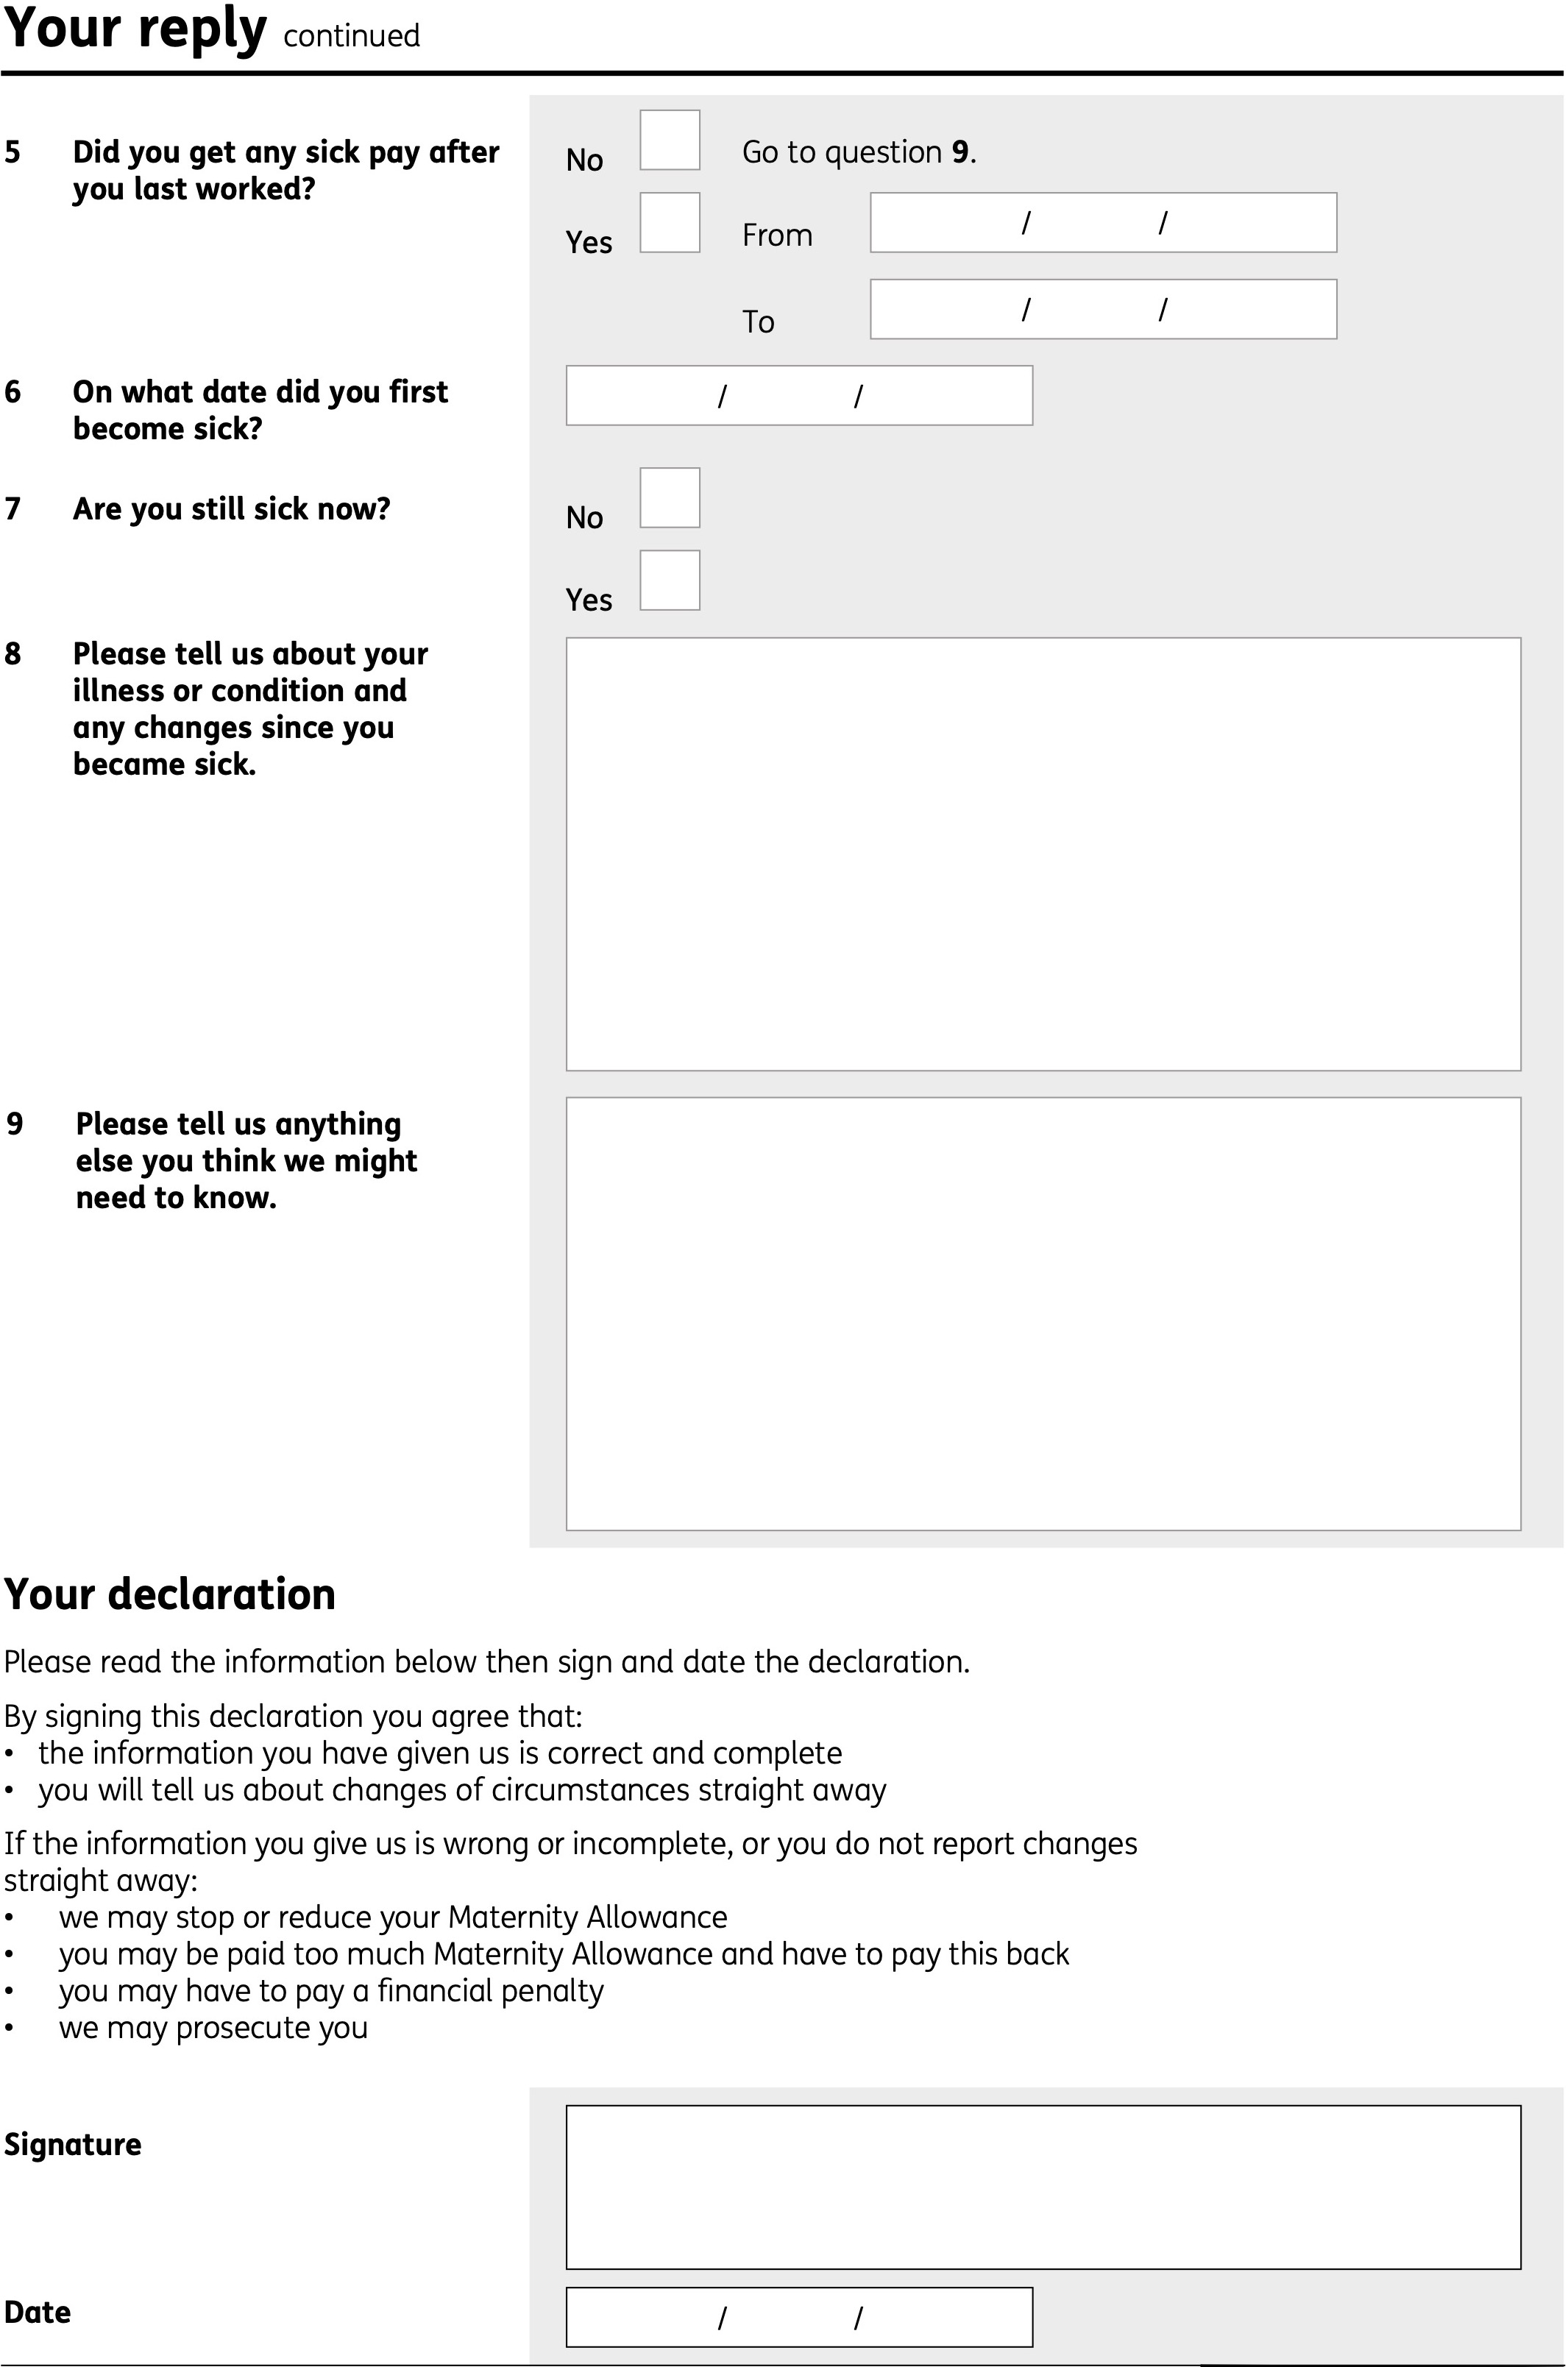 Your reply continued
5 Did you get any sick pay after
you last worked?
No Go to question 9.
Yes From / /
To / /
6 On what date did you first
become sick?
/ /
7 Are you still sick now?
No
Yes
8 Please tell us about your
illness or condition and
any changes since you
became sick.
9 Please tell us anything
else you think we might
need to know.
Your declaration
Please read the information below then sign and date the declaration.
By signing this declaration you agree that:
• the information you have given us is correct and complete
• you will tell us about changes of circumstances straight away
If the information you give us is wrong or incomplete, or you do not report changes
straight away:
• we may stop or reduce your Maternity Allowance
• you may be paid too much Maternity Allowance and have to pay this back
• you may have to pay a financial penalty
• we may prosecute you
Signature
Date / /